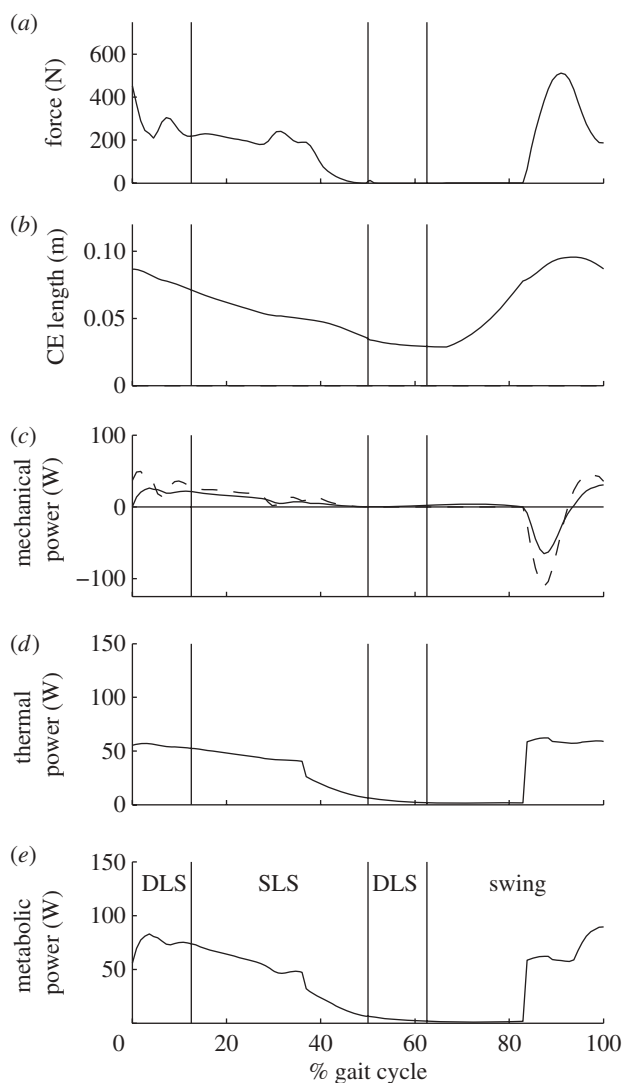 (a)
600
400
200
0
force (N)
(b)
0.10
0.05
0
CE length (m)
(c)
100
0
−100
mechanical
power (W)
(d)
150
100
50
0
thermal
power (W)
(e)
150
100
50
metabolic
power (W)
DLS SLS DLS swing
0 20 40 60 80 100
% gait cycle